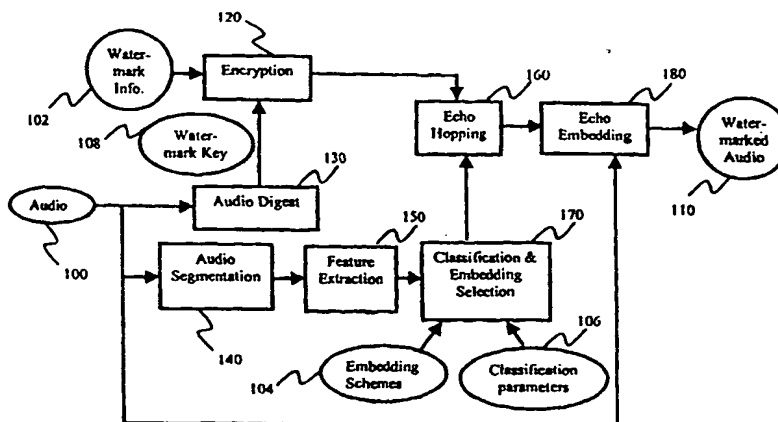 120
Water-
mark
Info.
102
Encryption
160
180
Echo
Hopping
Echo
Embedding
Water-
marked
Audio
110
108
Water-
mark Key
130
Audio
100
Audio Digest
150
170
Audio
Segmentation
140
Feature
Extraction
Classification &
Embedding
Selection
106
104
Embedding
Schemes
Classification
parameters